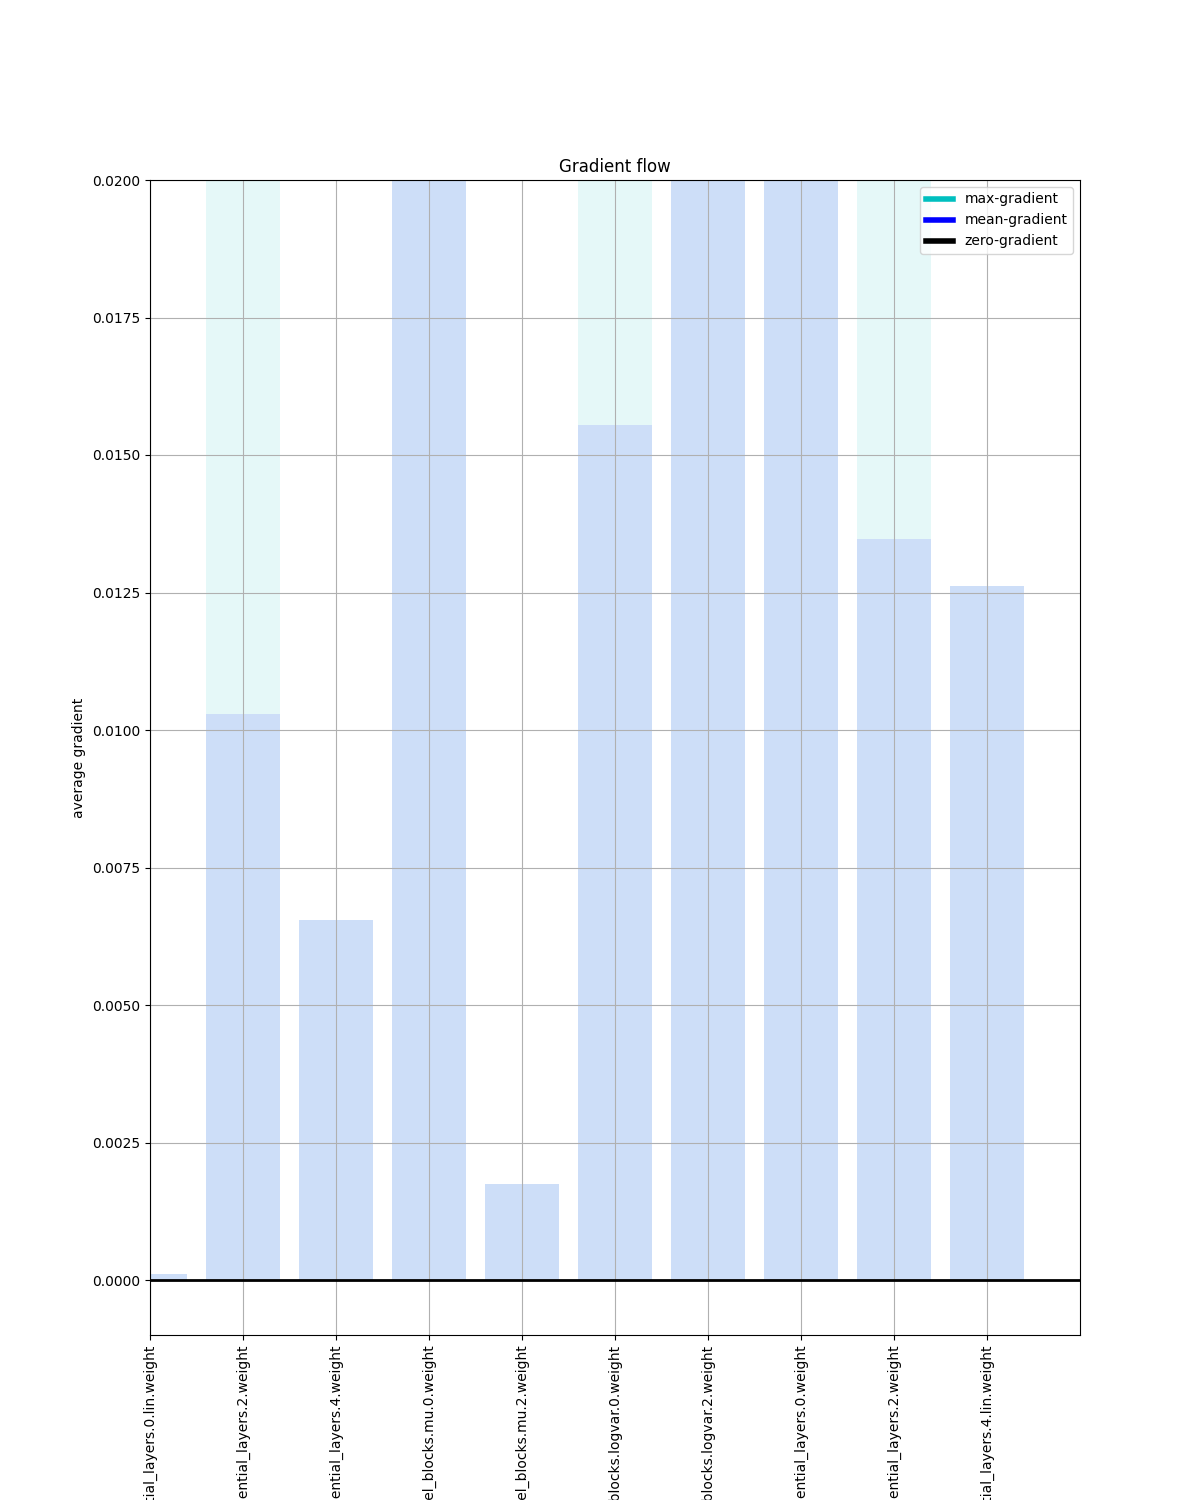 Gradient flow
max-gradient
mean-gradient
zero-gradient
0.0200
0.0175
0.0150
0.0125
0.0100
0.0075
0.0050
0.0025
0.0000
average gradient
tial_layers.0.lin.weight
ential_layers.2.weight
ential_layers.4.weight
el_blocks.mu.0.weight
el_blocks.mu.2.weight
blocks.logvar.0.weight
blocks.logvar.2.weight
ential_layers.0.weight
ential_layers.2.weight
tial_layers.4.lin.weight